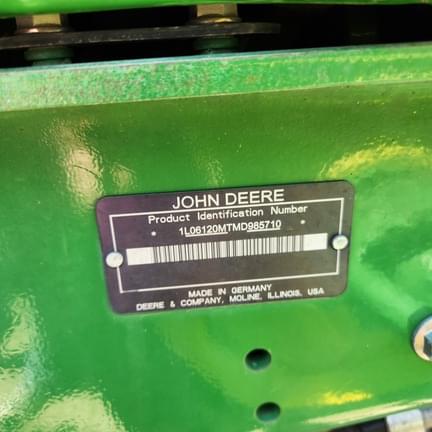 JOHN DEERE
Product Identification Number
* 1L06120MTMD985710 *
MADE IN GERMANY
DEERE & COMPANY, MOLINE, ILLINOIS, USA